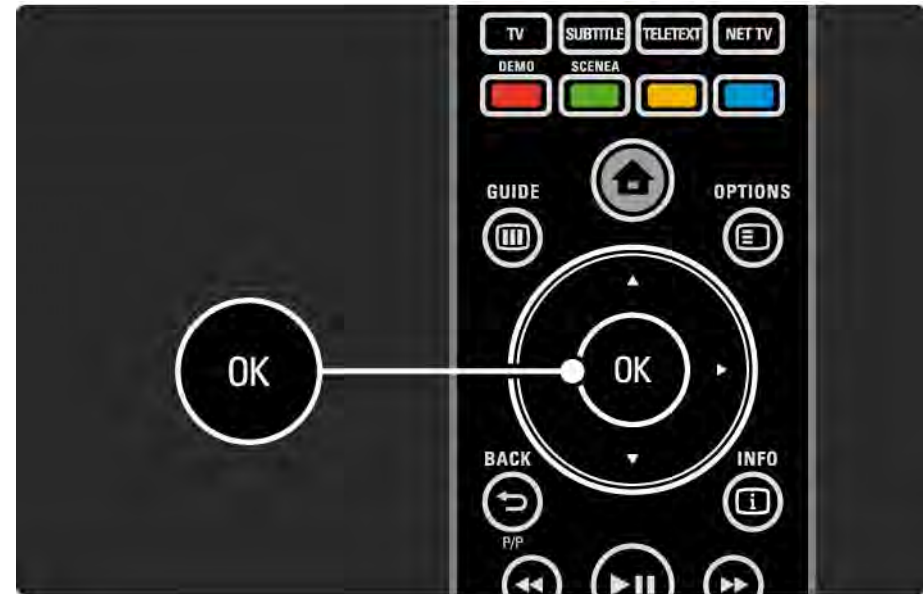 TV SUBTITLE TELETEXT NET TV
DEMO SCENEA
GUIDE OPTIONS
OK OK
BACK INFO
P/P